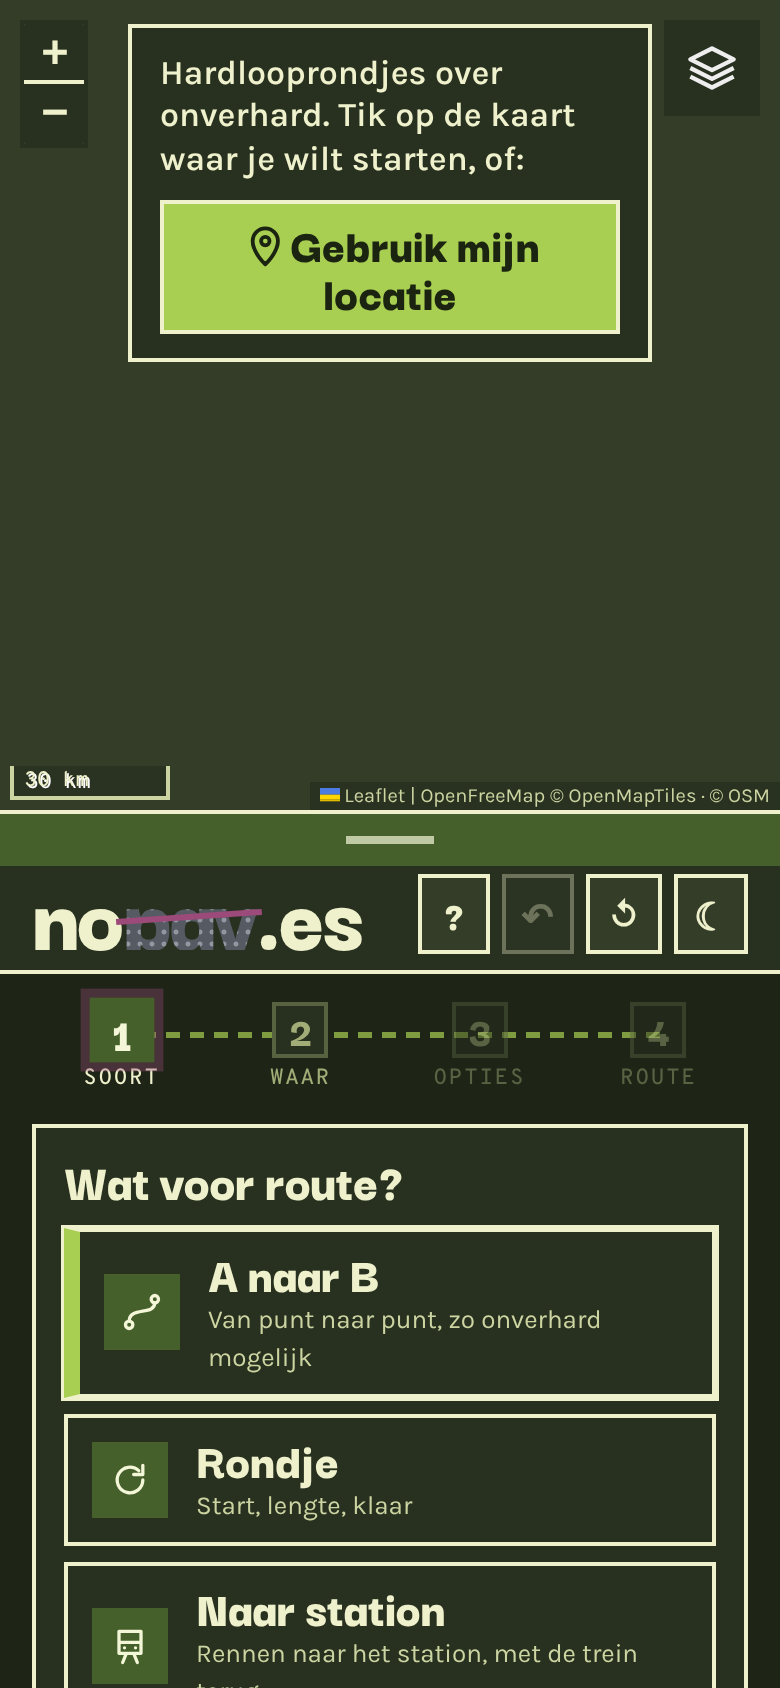 +
−
Hardlooprondjes over
onverhard. Tik op de kaart
waar je wilt starten, of:
Gebruik mijn
locatie
30 km
Leaflet | OpenFreeMap © OpenMapTiles · © OSM
nopav.es
?
1
2
3
4
SOORT
WAAR
OPTIES
ROUTE
Wat voor route?
A naar B
Van punt naar punt, zo onverhard
mogelijk
Rondje
Start, lengte, klaar
Naar station
Rennen naar het station, met de trein
terug